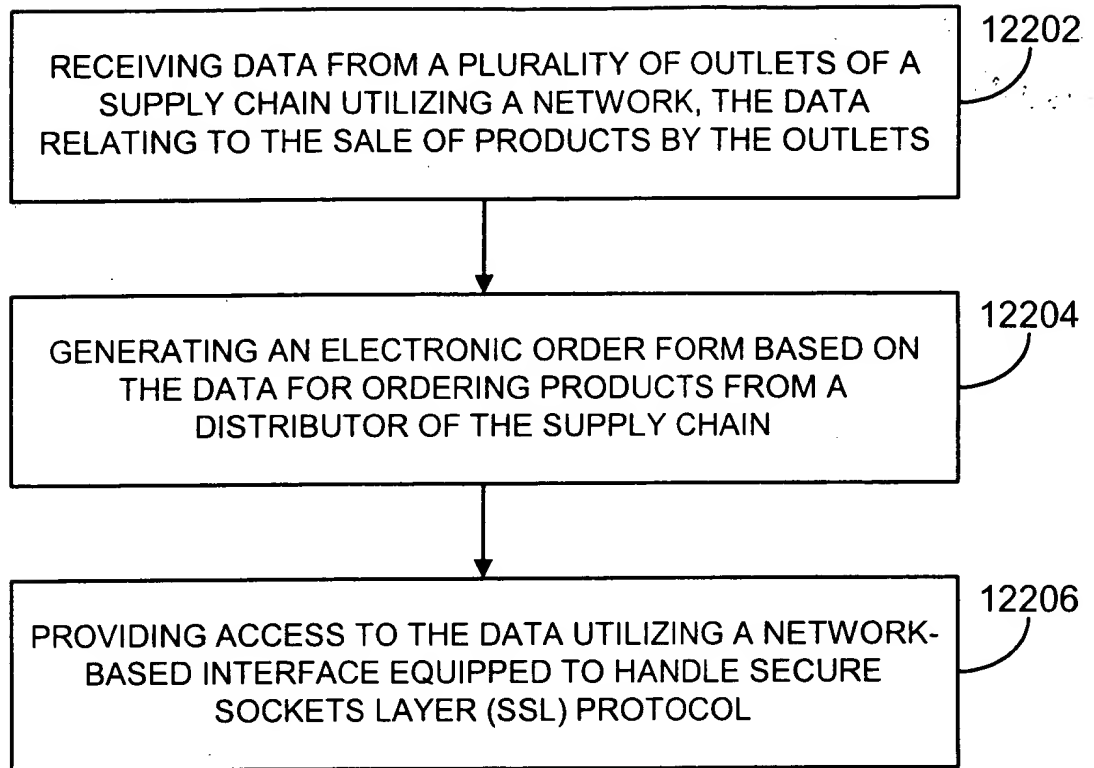 12202
RECEIVING DATA FROM A PLURALITY OF OUTLETS OF A
SUPPLY CHAIN UTILIZING A NETWORK, THE DATA
RELATING TO THE SALE OF PRODUCTS BY THE OUTLETS
12204
GENERATING AN ELECTRONIC ORDER FORM BASED ON
THE DATA FOR ORDERING PRODUCTS FROM A
DISTRIBUTOR OF THE SUPPLY CHAIN
12206
PROVIDING ACCESS TO THE DATA UTILIZING A NETWORK-
BASED INTERFACE EQUIPPED TO HANDLE SECURE
SOCKETS LAYER (SSL) PROTOCOL